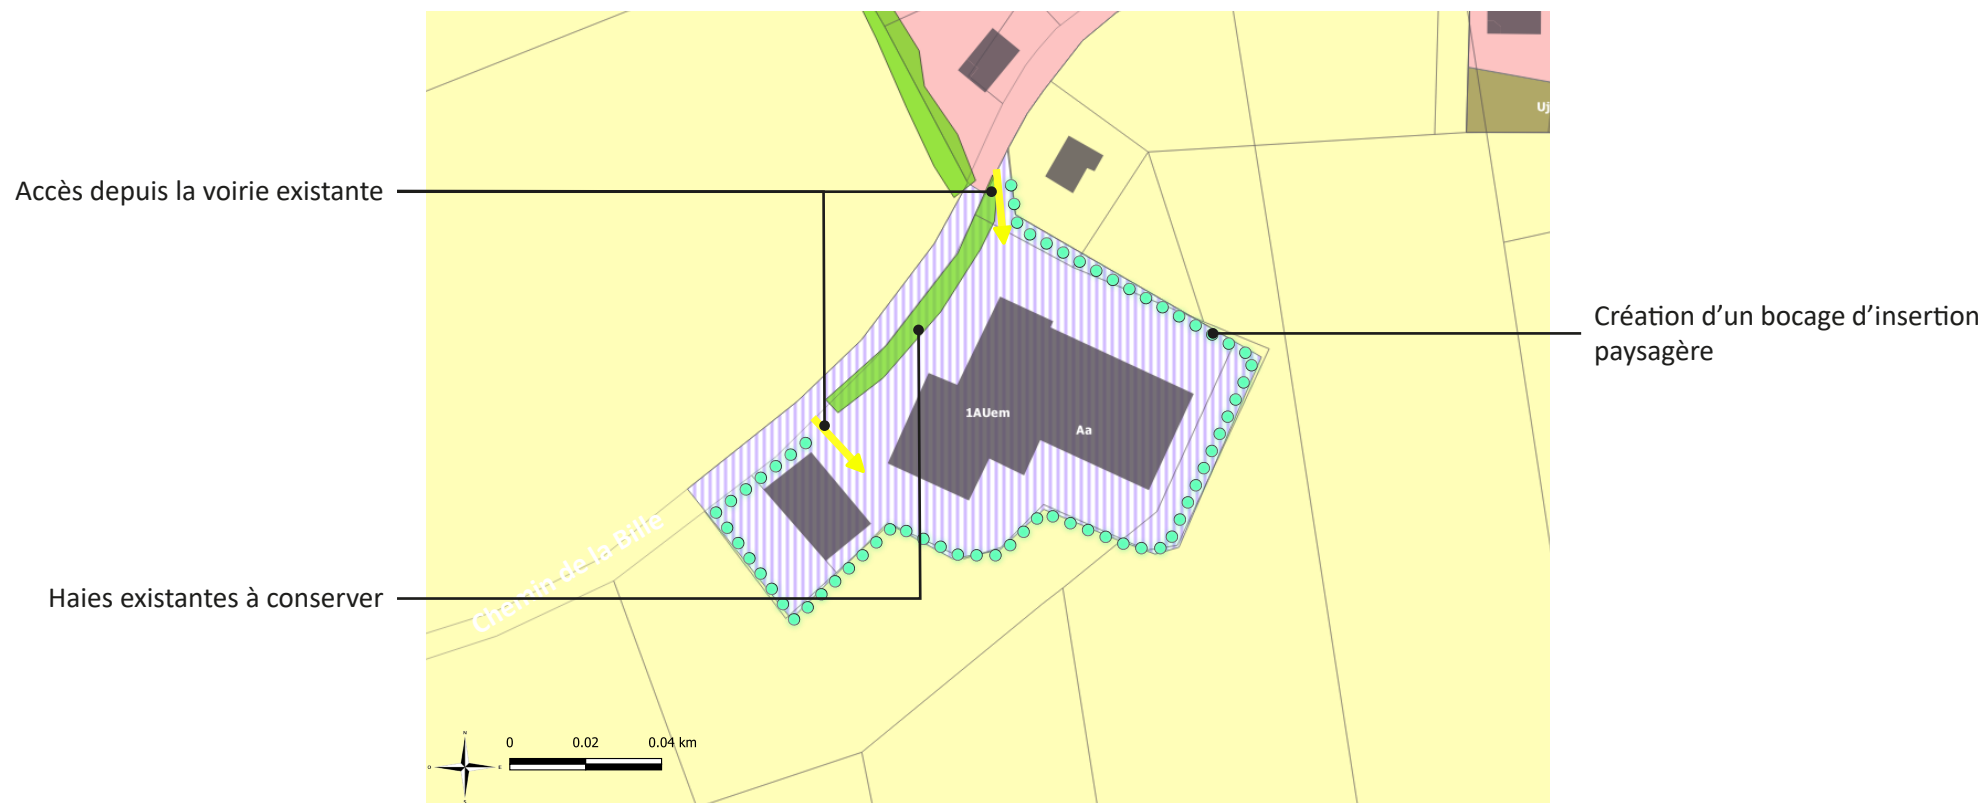 Uj
Accès depuis la voirie existante
Création d’un bocage d’insertion
paysagère
1AUem
Aa
Chemin de la Bille
Haies existantes à conserver
N
O
E
S
0 0.02 0.04 km